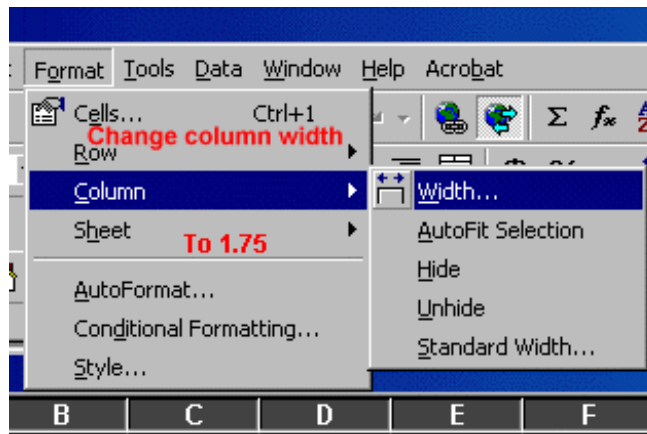 Format Tools Data Window Help Acrobat
Cells... Ctrl+1
Change column width
Row
Column
Width...
Sheet
To 1.75
AutoFit Selection
Hide
AutoFormat...
Unhide
Conditional Formatting...
Standard Width...
Style...
B C D E F